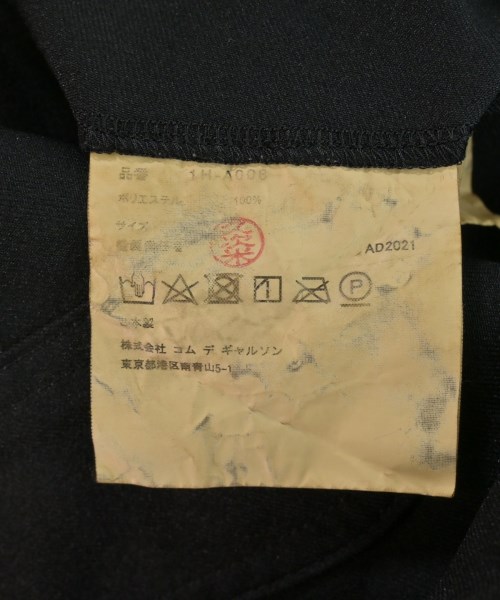 品番 1H-A008
ポリエステル 100%
サイズ
AD2021
日本製
株式会社 コム デ ギャルソン
東京都港区南青山5-1